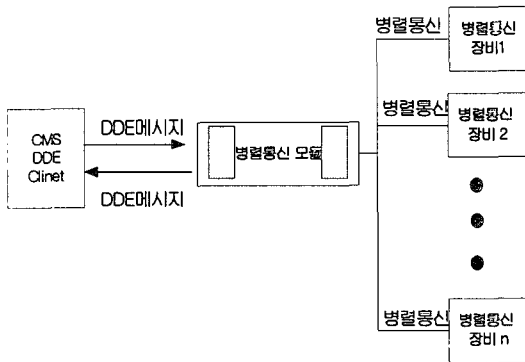 CMS
DDE
Clinet
DDE메시지
DDE메시지
병렬통신 모듈
병렬통신
병렬통신
장비1
병렬통신
병렬통신
장비 2
병렬통신
병렬통신
장비 n